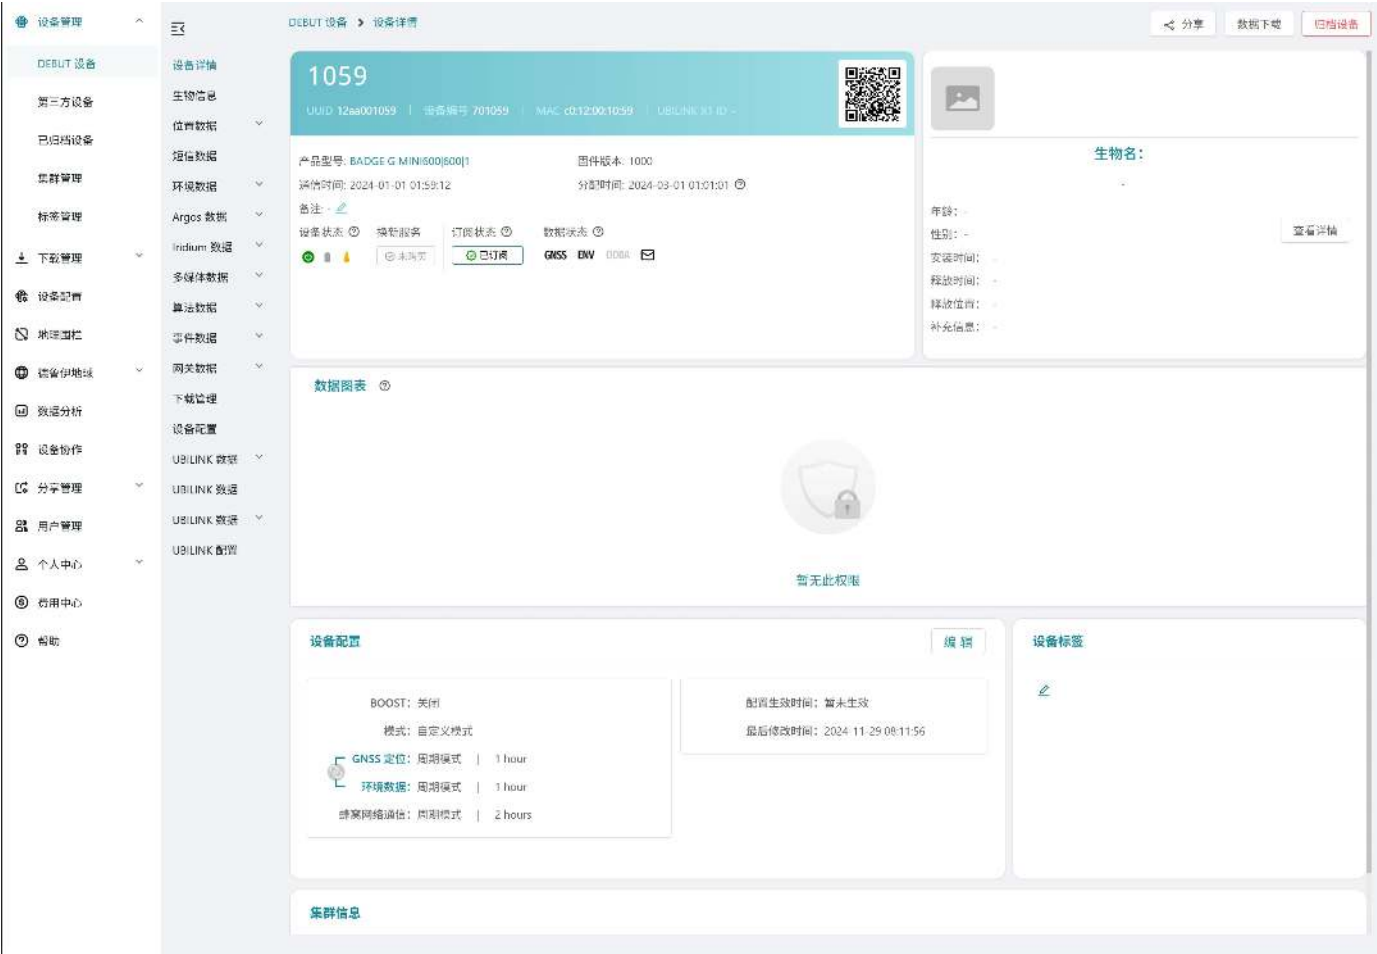 设备管理
DEBUT 设备
第三方设备
已归档设备
集群管理
标签管理
下载管理
设备配置
地理围栏
德鲁伊地域
数据分析
设备协作
分享管理
用户管理
个人中心
费用中心
帮助
设备详情
生物信息
位置数据
短信数据
环境数据
Argos 数据
Iridium 数据
多媒体数据
算法数据
事件数据
网关数据
下载管理
设备配置
UBILINK 数据
UBILINK 数据
UBILINK 数据
UBILINK 配置
DEBUT 设备 > 设备详情
分享 数据下载 归档设备
1059
UUID 12aa001059 | 设备编号 701059 | MAC c0:12:00:10:59 | UBILINK X1 ID -
产品型号: BADGE G MINI600|600|1 固件版本: 1000
通信时间: 2024-01-01 01:59:12 分配时间: 2024-03-01 01:01:01
备注: -
设备状态 换新服务 订阅状态 数据状态
已订阅 GNSS ENV ODBA
生物名：
-
年龄： -
性别： -
安装时间： -
释放时间： -
释放位置： -
补充信息： -
查看详情
数据图表
暂无此权限
设备配置 编 辑
BOOST：关闭
模式：自定义模式
GNSS 定位：周期模式 | 1 hour
环境数据：周期模式 | 1 hour
蜂窝网络通信：周期模式 | 2 hours
配置生效时间：暂未生效
最后修改时间：2024-11-29 08:11:56
设备标签
集群信息